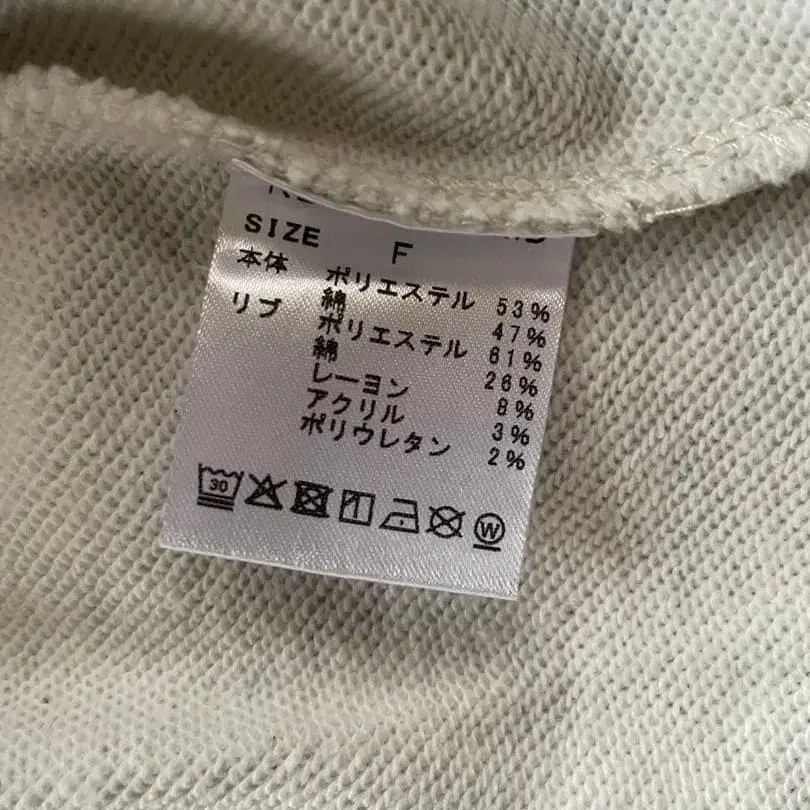 SIZE F
本体 ポリエステル 53%
綿 47%
リブ ポリエステル 61%
綿 26%
レーヨン 8%
アクリル 3%
ポリウレタン 2%
30 W